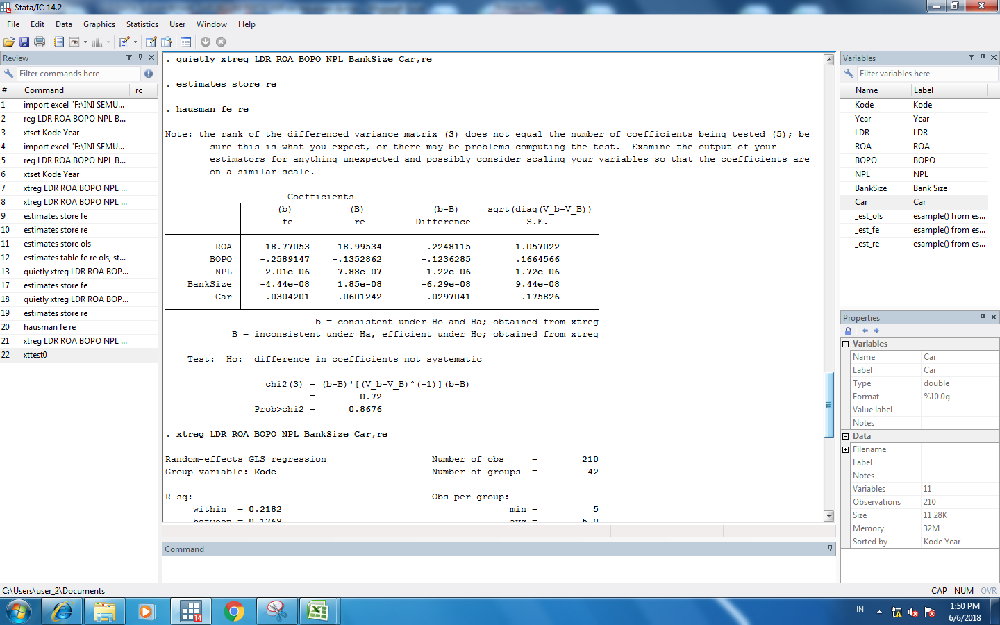 Stata/IC 14.2
File Edit Data Graphics Statistics User Window Help
Review
Filter commands here
# Command _rc
1 import excel "F:\INI SEMU...
2 reg LDR ROA BOPO NPL B...
3 xtset Kode Year
4 import excel "F:\INI SEMU...
5 reg LDR ROA BOPO NPL B...
6 xtset Kode Year
7 xtreg LDR ROA BOPO NPL ...
8 xtreg LDR ROA BOPO NPL ...
9 estimates store fe
10 estimates store re
11 estimates store ols
12 estimates table fe re ols, st...
13 quietly xtreg LDR ROA BOP...
17 estimates store fe
18 quietly xtreg LDR ROA BOP...
19 estimates store re
20 hausman fe re
21 xtreg LDR ROA BOPO NPL ...
22 xttest0
. quietly xtreg LDR ROA BOPO NPL BankSize Car,re
. estimates store re
. hausman fe re
Note: the rank of the differenced variance matrix (3) does not equal the number of coefficients being tested (5); be
sure this is what you expect, or there may be problems computing the test. Examine the output of your
estimators for anything unexpected and possibly consider scaling your variables so that the coefficients are
on a similar scale.
Coefficients
(b) (B) (b-B) sqrt(diag(V_b-V_B))
fe re Difference S.E.
ROA -18.77053 -18.99534 .2248115 1.057022
BOPO -.2589147 -.1352862 -.1236285 .1664566
NPL 2.01e-06 7.88e-07 1.22e-06 1.72e-06
BankSize -4.44e-08 1.85e-08 -6.29e-08 9.44e-08
Car -.0304201 -.0601242 .0297041 .175826
b = consistent under Ho and Ha; obtained from xtreg
B = inconsistent under Ha, efficient under Ho; obtained from xtreg
Test: Ho: difference in coefficients not systematic
chi2(3) = (b-B)'[(V_b-V_B)^(-1)](b-B)
= 0.72
Prob>chi2 = 0.8676
. xtreg LDR ROA BOPO NPL BankSize Car,re
Random-effects GLS regression Number of obs = 210
Group variable: Kode Number of groups = 42
R-sq: Obs per group:
within = 0.2182 min = 5
between = 0.1768 avg = 5.0
Command
Variables
Filter variables here
Name Label
Kode Kode
Year Year
LDR LDR
ROA ROA
BOPO BOPO
NPL NPL
BankSize Bank Size
Car Car
_est_ols esample() from es...
_est_fe esample() from es...
_est_re esample() from es...
Properties
Variables
Name Car
Label Car
Type double
Format %10.0g
Value label
Notes
Data
Filename
Label
Notes
Variables 11
Observations 210
Size 11.28K
Memory 32M
Sorted by Kode Year
C:\Users\user_2\Documents
CAP NUM OVR
14
IN
1:50 PM
6/6/2018